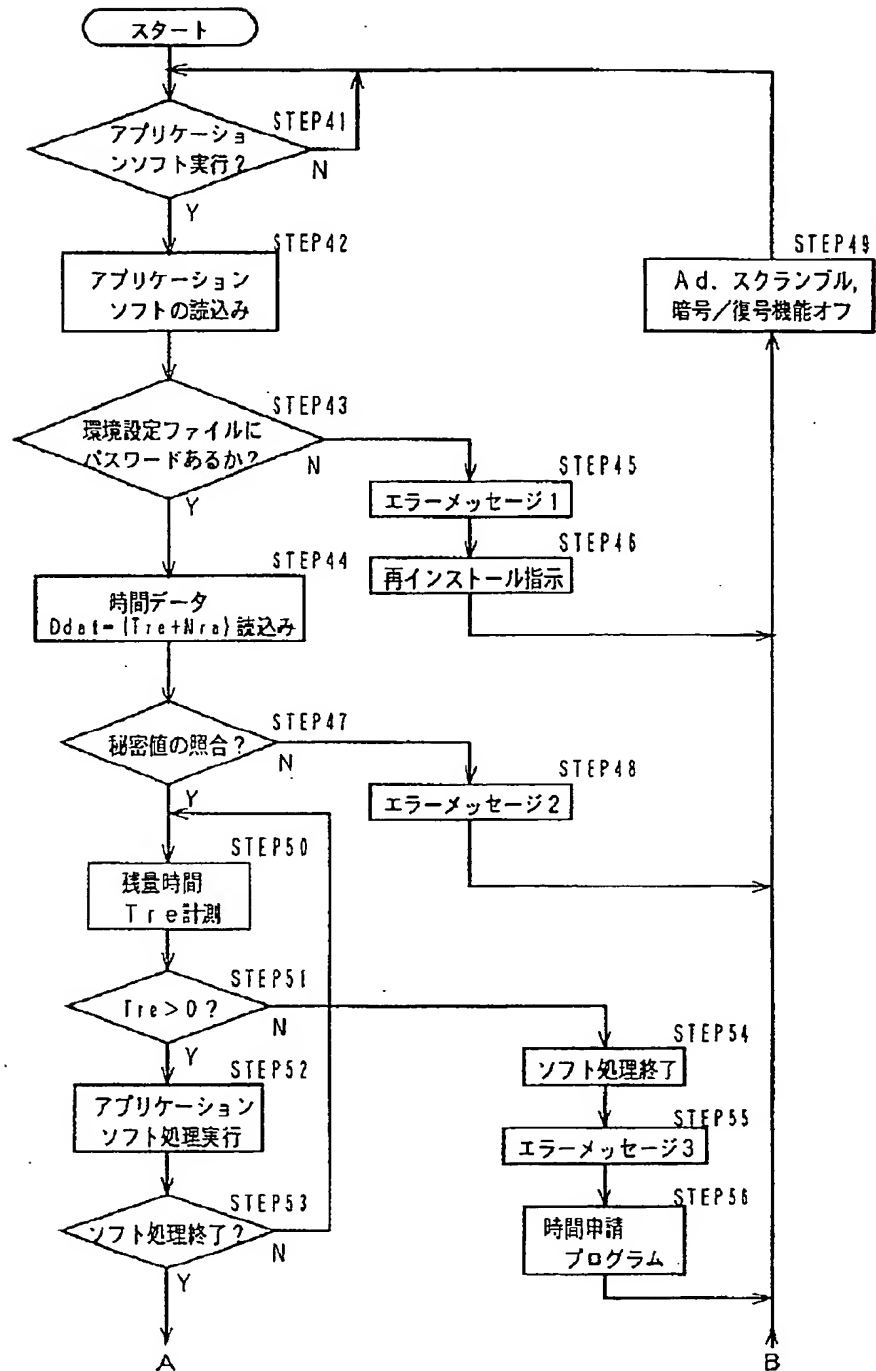 スタート
STEP41
アプリケーショ
ンソフト実行?
N
Y
STEP42
アプリケーション
ソフトの読込み
STEP49
Ad. スクランブル,
暗号/復号機能オフ
STEP43
環境設定ファイルに
パスワードあるか?
N
Y
STEP45
エラーメッセージ1
STEP46
再インストール指示
STEP44
時間データ
Ddat=(Tre+Nra)読込み
STEP47
秘密値の照合?
N
Y
STEP48
エラーメッセージ2
STEP50
残量時間
Tre計測
STEP51
Tre>0?
N
Y
STEP54
ソフト処理終了
STEP52
アプリケーション
ソフト処理実行
STEP55
エラーメッセージ3
STEP53
ソフト処理終了?
N
Y
STEP56
時間申請
プログラム
A
B